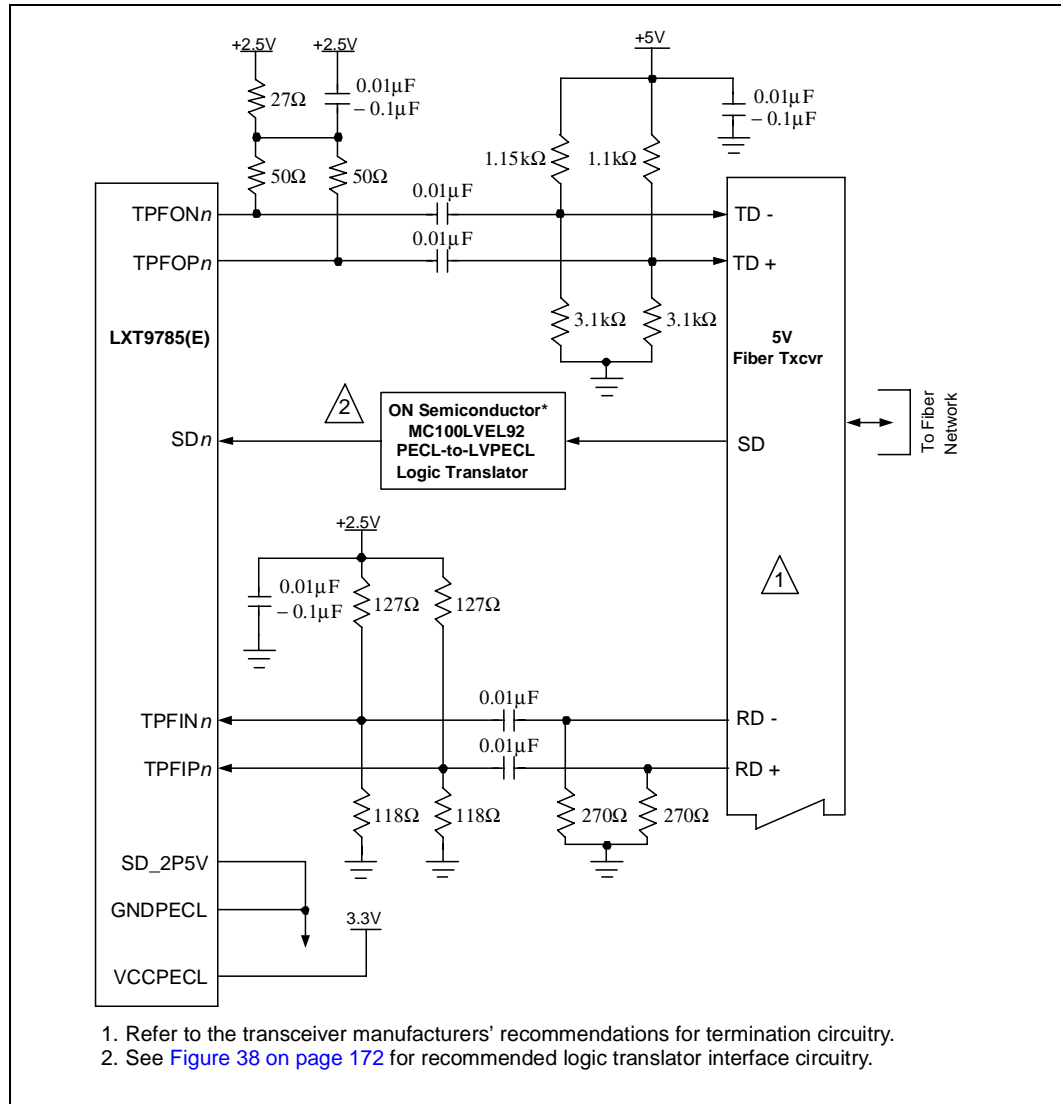 +2.5V
+2.5V
+5V
0.01µF
– 0.1µF
27Ω
0.01µF
– 0.1µF
1.15kΩ
1.1kΩ
50Ω
50Ω
0.01µF
TPFONn
TD -
0.01µF
TPFOPn
TD +
3.1kΩ
3.1kΩ
LXT9785(E)
5V
Fiber Txcvr
2
ON Semiconductor*
MC100LVEL92
PECL-to-LVPECL
Logic Translator
SDn
SD
To Fiber
Network
+2.5V
1
0.01µF
– 0.1µF
127Ω
127Ω
0.01µF
TPFINn
RD -
0.01µF
TPFIPn
RD +
118Ω
118Ω
270Ω
270Ω
SD_2P5V
GNDPECL
3.3V
VCCPECL
1. Refer to the transceiver manufacturers’ recommendations for termination circuitry.
2. See Figure 38 on page 172 for recommended logic translator interface circuitry.